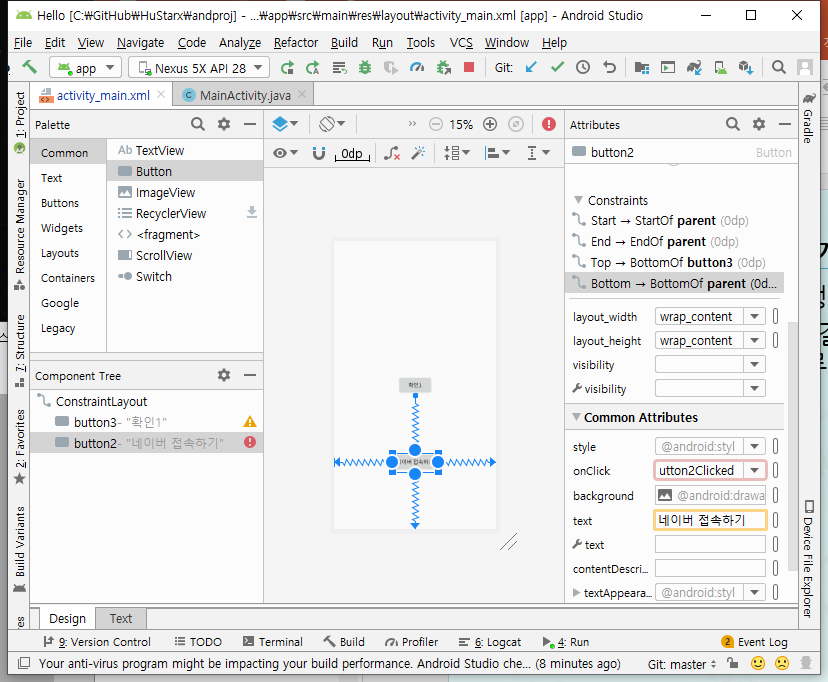 Hello [C:₩GitHub₩HuStarx₩andproj] - ...₩app₩src₩main₩res₩layout₩activity_main.xml [app] - Android Studio
File Edit View Navigate Code Analyze Refactor Build Run Tools VCS Window Help
app Nexus 5X API 28 Git:
activity_main.xml MainActivity.java
1: Project
Resource Manager
7: Structure
2: Favorites
Build Variants
Palette
Common
Text
Buttons
Widgets
Layouts
Containers
Google
Legacy
Ab TextView
Button
ImageView
RecyclerView
<> <fragment>
ScrollView
Switch
Component Tree
ConstraintLayout
button3- "확인1"
button2- "네이버 접속하기"
15%
0dp
확인1
Attributes
button2 Button
Constraints
Start → StartOf parent (0dp)
End → EndOf parent (0dp)
Top → BottomOf button3 (0dp)
Bottom → BottomOf parent (0d...
layout_width wrap_content
layout_height wrap_content
visibility
visibility
Common Attributes
style @android:styl
onClick utton2Clicked
background @android:drawa
text 네이버 접속하기
text
contentDescri...
textAppeara... @android:styl
Gradle
Device File Explorer
Design Text
9: Version Control TODO Terminal Build Profiler 6: Logcat 4: Run 2 Event Log
Your anti-virus program might be impacting your build performance. Android Studio che... (8 minutes ago) Git: master